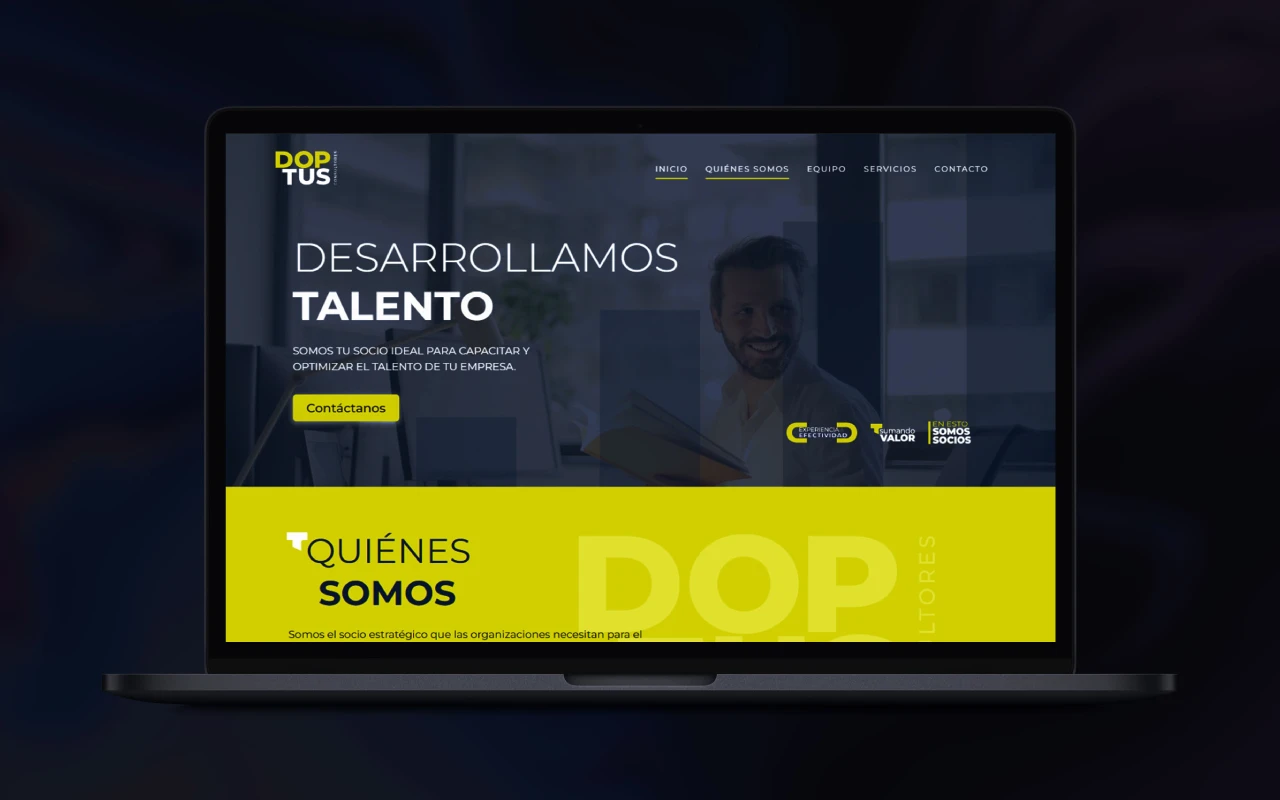 DOP
TUS
INICIO QUIÉNES SOMOS EQUIPO SERVICIOS CONTACTO
DESARROLLAMOS
TALENTO
SOMOS TU SOCIO IDEAL PARA CAPACITAR Y
OPTIMIZAR EL TALENTO DE TU EMPRESA.
Contáctanos
EXPERIENCIA
EFECTIVIDAD
sumando
VALOR
EN ESTO
SOMOS
SOCIOS
QUIÉNES
SOMOS
Somos el socio estratégico que las organizaciones necesitan para el
DOP
TUS
LTORES